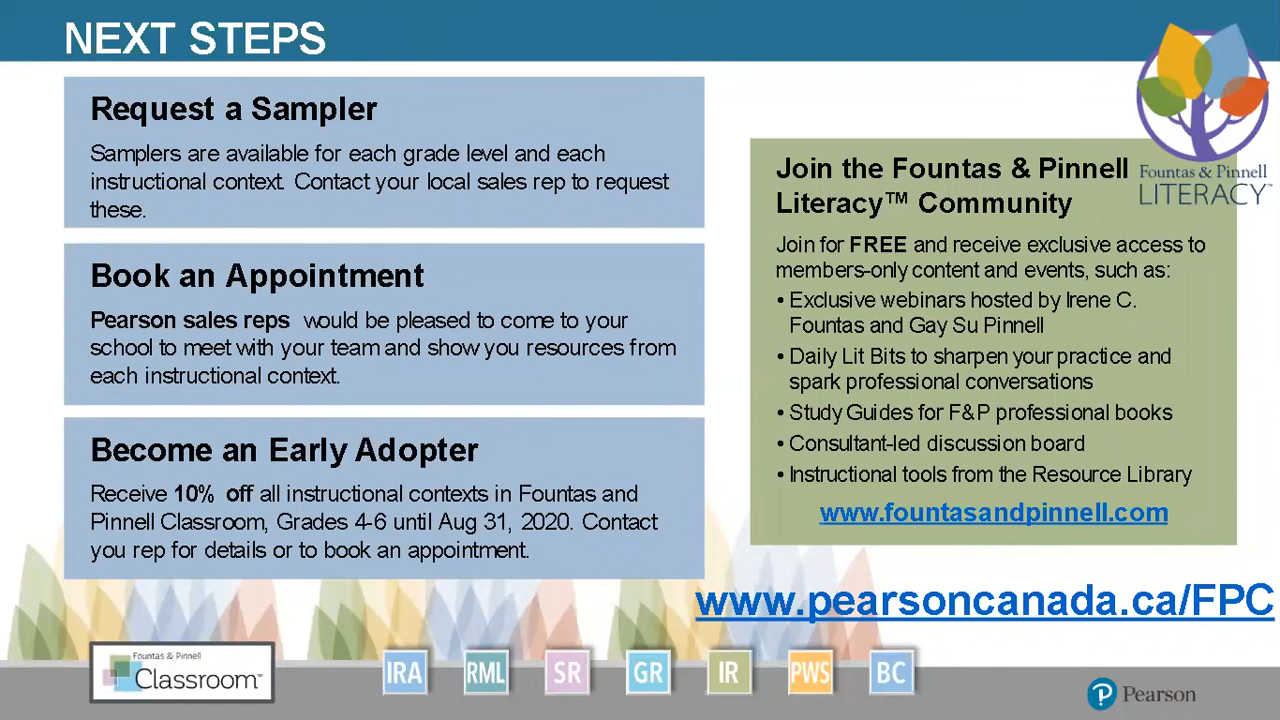 NEXT STEPS
Request a Sampler
Samplers are available for each grade level and each
instructional context. Contact your local sales rep to request
these.
Book an Appointment
Pearson sales reps would be pleased to come to your
school to meet with your team and show you resources from
each instructional context.
Become an Early Adopter
Receive 10% off all instructional contexts in Fountas and
Pinnell Classroom, Grades 4-6 until Aug 31, 2020. Contact
you rep for details or to book an appointment.
Fountas & Pinnell
LITERACY™
Join the Fountas & Pinnell
Literacy™ Community
Join for FREE and receive exclusive access to
members-only content and events, such as:
• Exclusive webinars hosted by Irene C.
Fountas and Gay Su Pinnell
• Daily Lit Bits to sharpen your practice and
spark professional conversations
• Study Guides for F&P professional books
• Consultant-led discussion board
• Instructional tools from the Resource Library
www.fountasandpinnell.com
www.pearsoncanada.ca/FPC
Fountas & Pinnell
Classroom™
IRA RML SR GR IR PWS BC
P Pearson